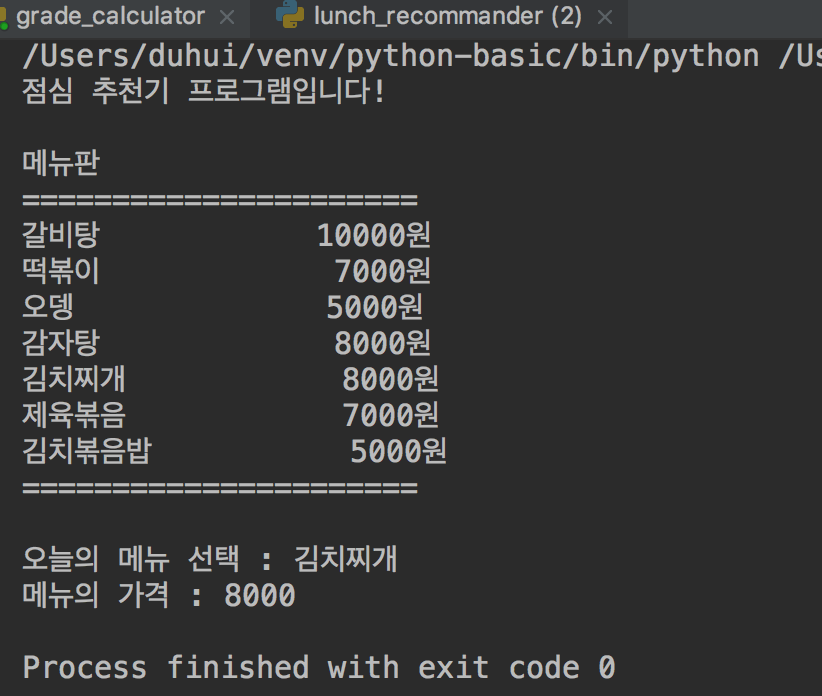 grade_calculator × lunch_recommander (2) ×
/Users/duhui/venv/python-basic/bin/python
점심 추천기 프로그램입니다!
메뉴판
======================
갈비탕 10000원
떡볶이 7000원
오뎅 5000원
감자탕 8000원
김치찌개 8000원
제육볶음 7000원
김치볶음밥 5000원
======================
오늘의 메뉴 선택 : 김치찌개
메뉴의 가격 : 8000
Process finished with exit code 0